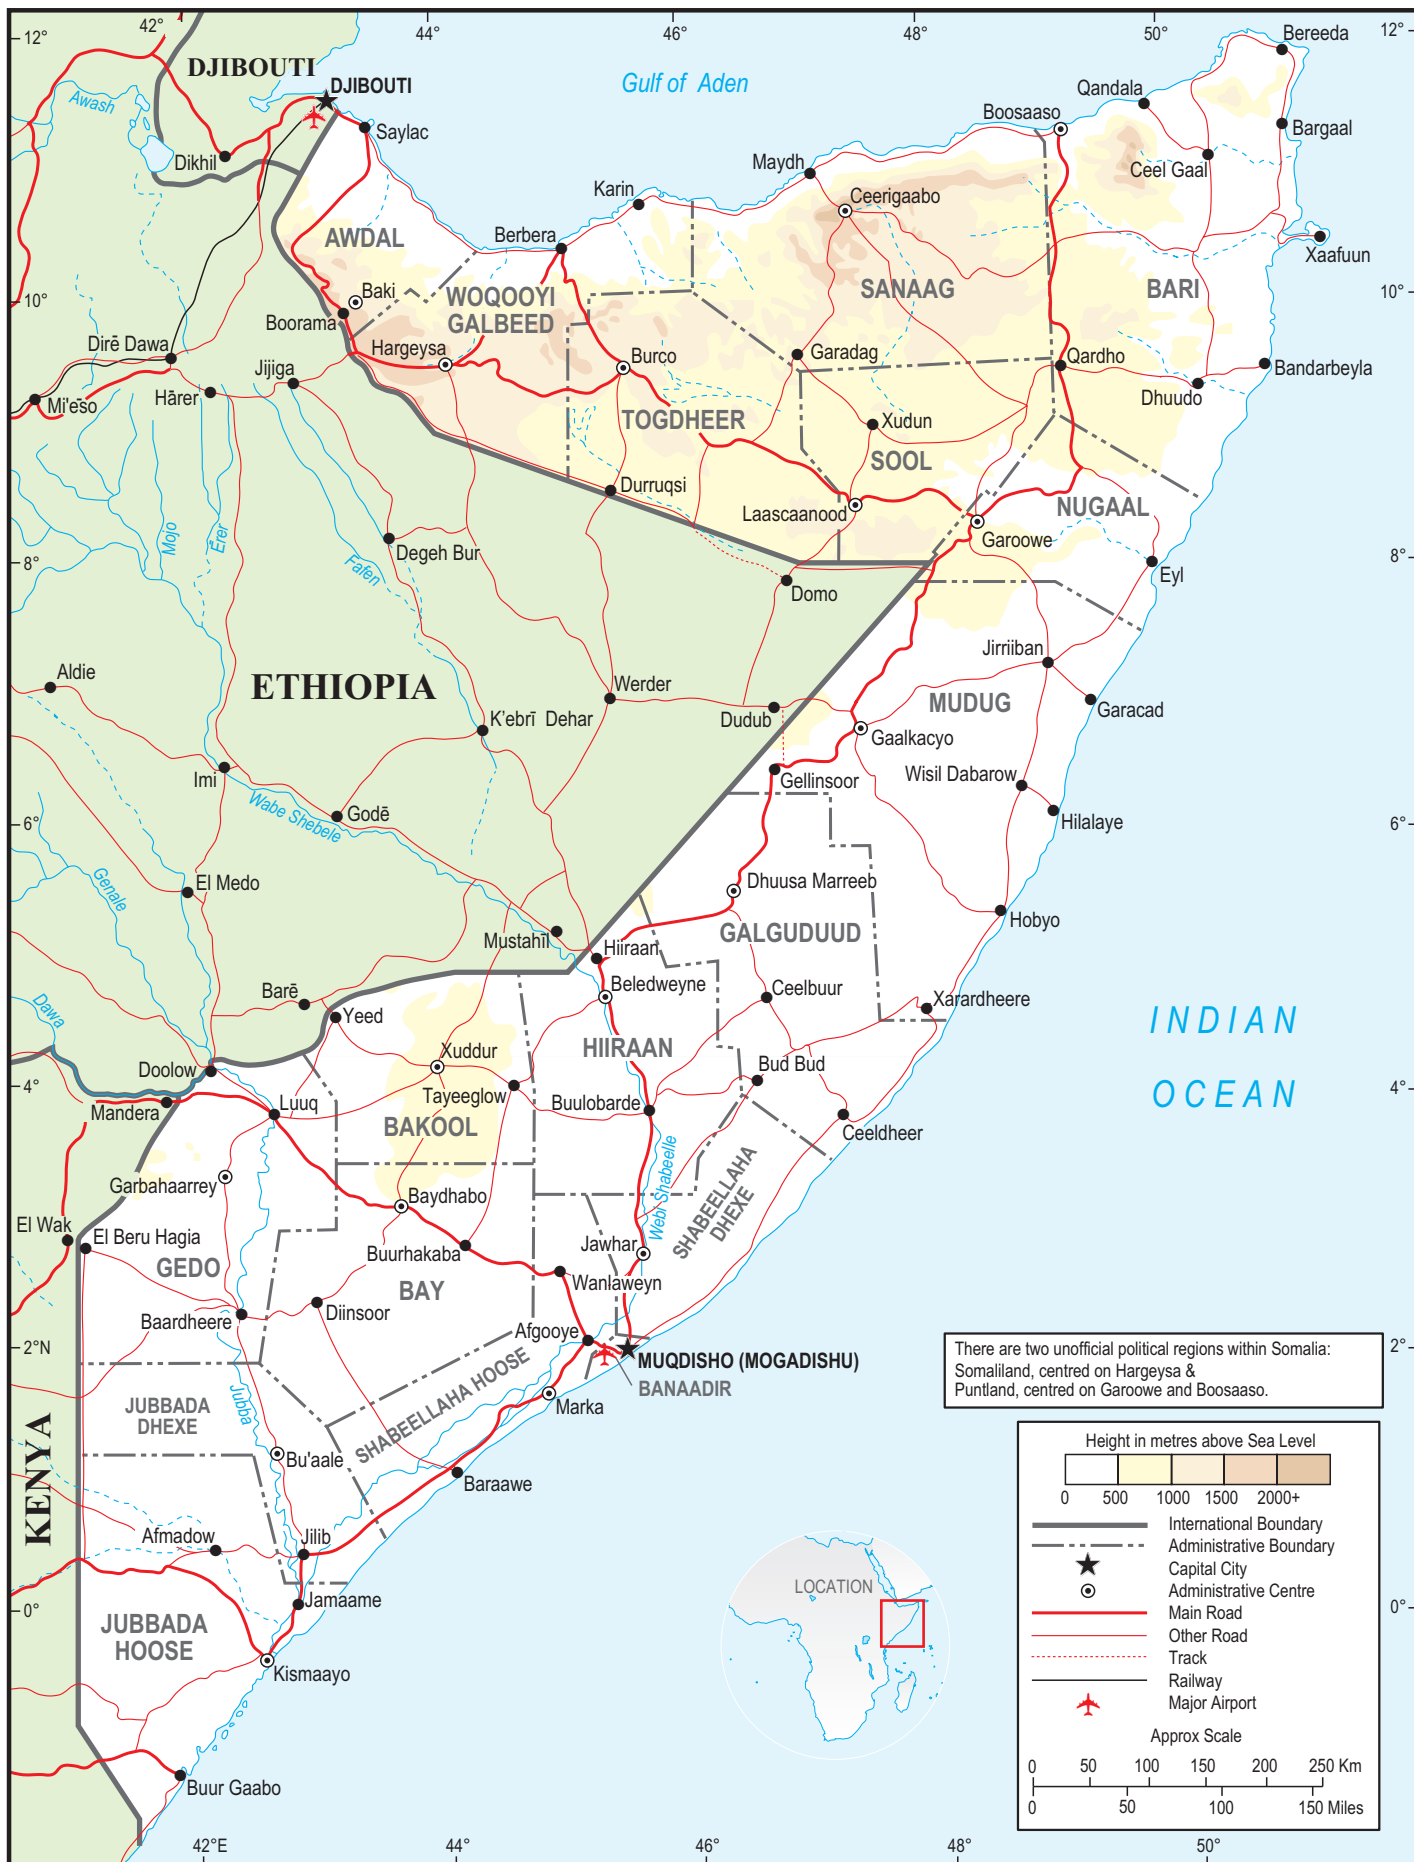 42°
44°
46°
48°
50°
12°
12°
DJIBOUTI
DJIBOUTI
Gulf of Aden
Bereeda
Awash
Qandala
Boosaaso
Bargaal
Saylac
Dikhil
Maydh
Ceel Gaal
Karin
Ceerigaabo
AWDAL
Berbera
Xaafuun
Baki
WOQOOYI
GALBEED
SANAAG
BARI
10°
10°
Boorama
Dirē Dawa
Hargeysa
Burco
Garadag
Qardho
Bandarbeyla
Jijiga
Mi'ēso
Hārer
Dhuudo
TOGDHEER
Xudun
SOOL
Durruqsi
Laascaanood
NUGAAL
Mojo
Ērer
Fafen
Degeh Bur
Garoowe
8°
8°
Domo
Eyl
Jirriiban
Aldie
ETHIOPIA
Werder
MUDUG
Garacad
K'ebrī Dehar
Dudub
Gaalkacyo
Imi
Gellinsoor
Wisil Dabarow
Wabe Shebele
Godē
Hilalaye
6°
6°
Genale
El Medo
Dhuusa Marreeb
Hobyo
GALGUDUUD
Mustahīl
Hiiraan
Beledweyne
Ceelbuur
Xarardheere
Dawa
Barē
Yeed
INDIAN
OCEAN
HIIRAAN
Xuddur
Bud Bud
Doolow
4°
4°
Mandera
Luuq
Tayeeglow
Buulobarde
BAKOOL
Ceeldheer
Webi Shabeelle
SHABEELLAHA
DHEXE
Garbahaarrey
Baydhabo
El Wak
El Beru Hagia
Buurhakaba
Jawhar
GEDO
BAY
Wanlaweyn
Baardheere
Diinsoor
Afgooye
2°N
2°
MUQDISHO (MOGADISHU)
BANAADIR
There are two unofficial political regions within Somalia:
Somaliland, centred on Hargeysa &
Puntland, centred on Garoowe and Boosaaso.
SHABEELLAHA HOOSE
Marka
JUBBADA
DHEXE
Jubba
KENYA
Bu'aale
Baraawe
Afmadow
Jilib
Jamaame
0°
0°
JUBBADA
HOOSE
Kismaayo
Buur Gaabo
LOCATION
Height in metres above Sea Level
0
500
1000
1500
2000+
International Boundary
Administrative Boundary
Capital City
Administrative Centre
Main Road
Other Road
Track
Railway
Major Airport
Approx Scale
0 50 100 150 200 250 Km
0 50 100 150 Miles
42°E
44°
46°
48°
50°